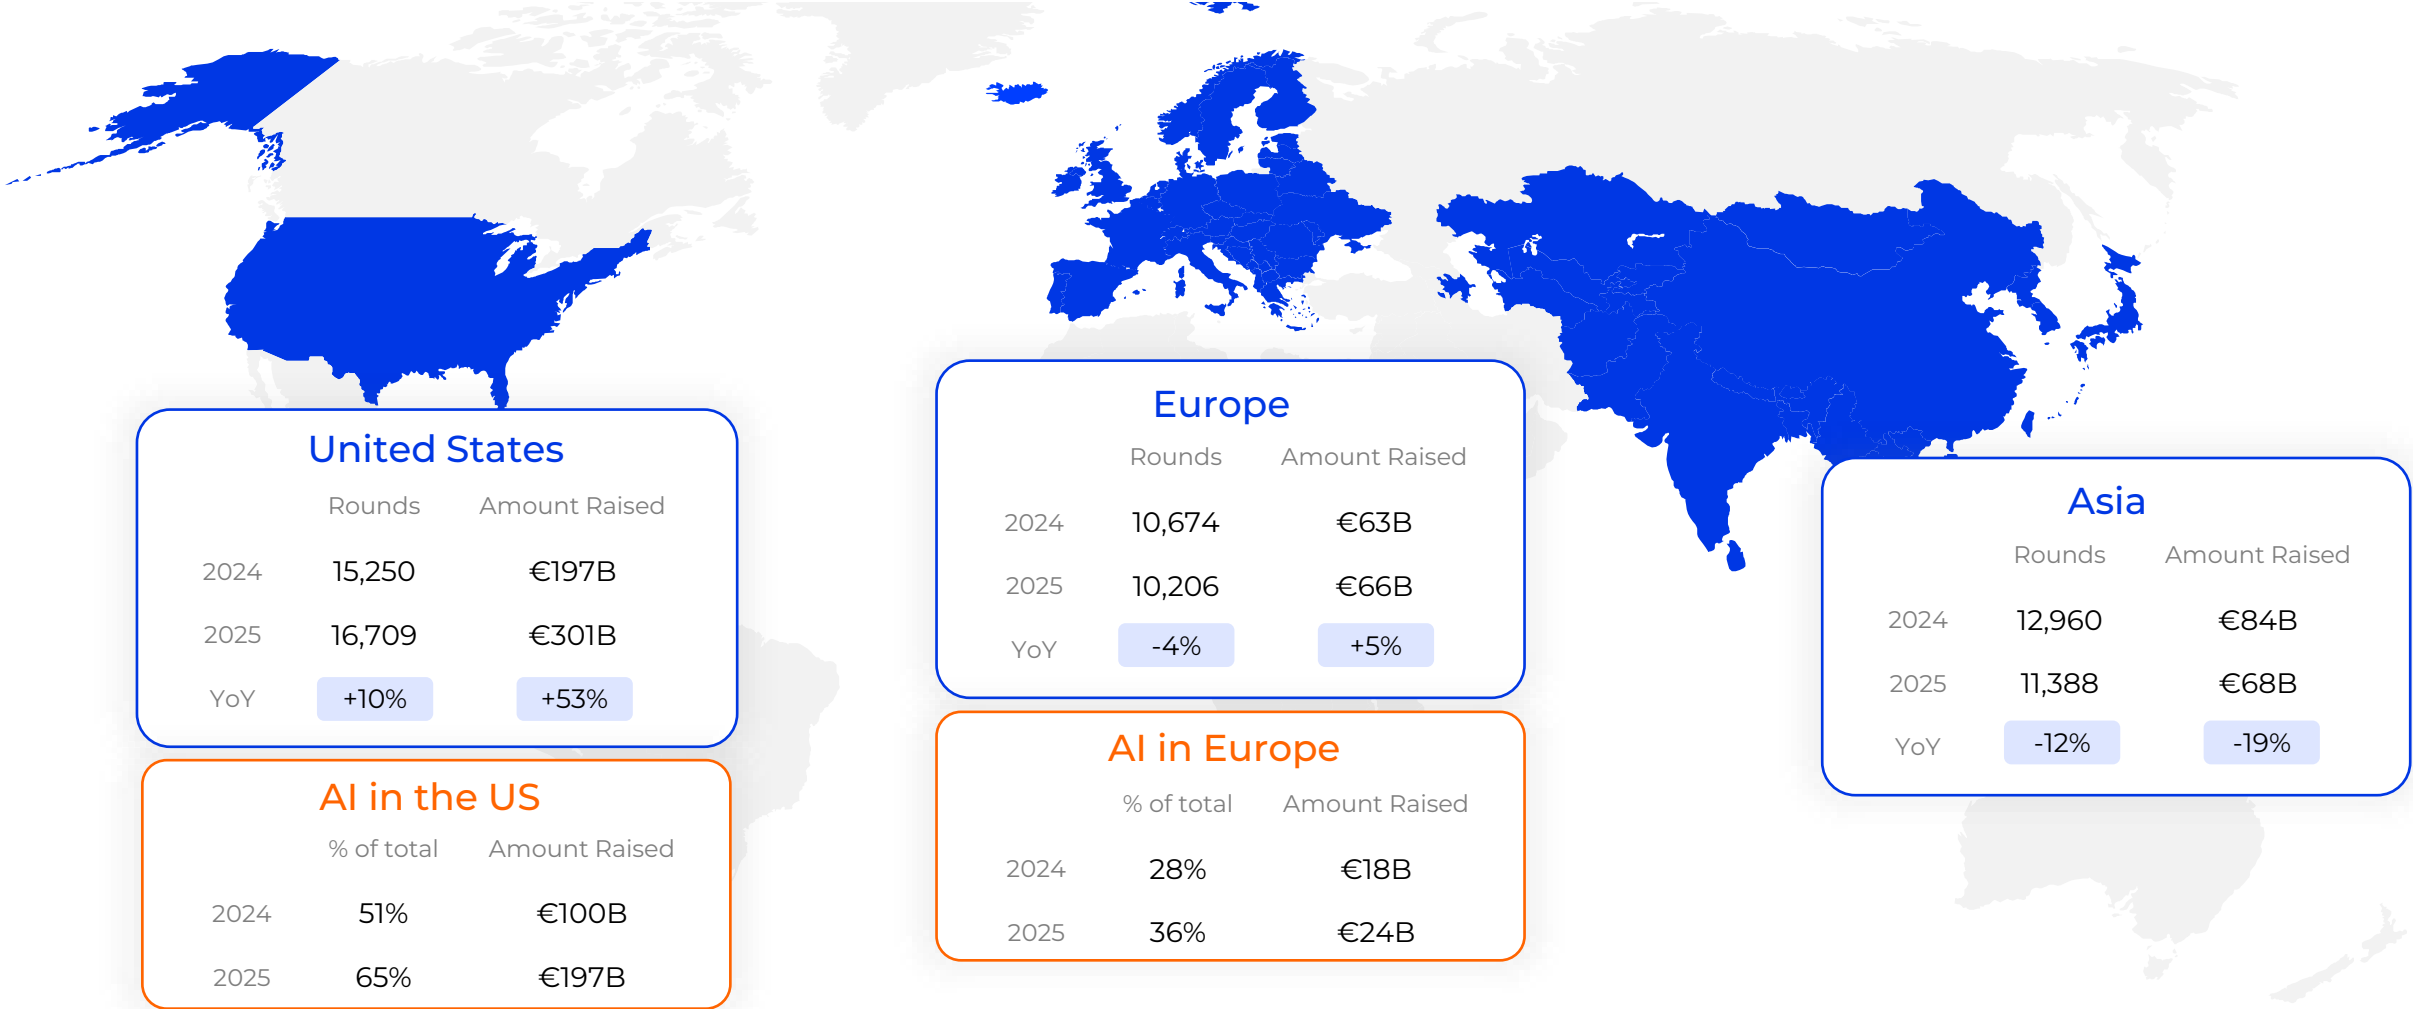 United States
Rounds Amount Raised
2024 15,250 €197B
2025 16,709 €301B
YoY +10% +53%
AI in the US
% of total Amount Raised
2024 51% €100B
2025 65% €197B
Europe
Rounds Amount Raised
2024 10,674 €63B
2025 10,206 €66B
YoY -4% +5%
AI in Europe
% of total Amount Raised
2024 28% €18B
2025 36% €24B
Asia
Rounds Amount Raised
2024 12,960 €84B
2025 11,388 €68B
YoY -12% -19%